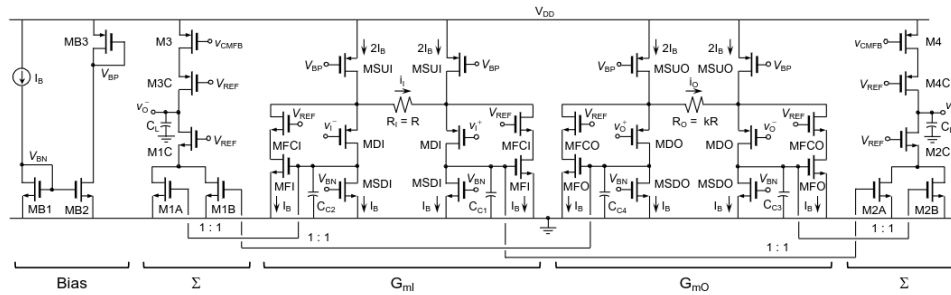 V_DD
MB3
M3
v_CMFB
2I_B
2I_B
2I_B
2I_B
v_CMFB
M4
V_BP
MSUI
MSUI
V_BP
V_BP
MSUO
MSUO
V_BP
I_B
V_BP
M3C
V_REF
i_I
i_O
V_REF
M4C
v_O^-
C_L
V_REF
R_I = R
V_REF
V_REF
R_O = kR
V_REF
V_REF
M1C
V_REF
MFCI
v_I^-
MDI
MDI
v_I^+
MFCI
MFCO
v_O^+
MDO
MDO
v_O^-
MFCO
M2C
V_BN
MFI
V_BN
MSDI
MSDI
V_BN
MFI
MFO
V_BN
MSDO
MSDO
V_BN
MFO
MB1
MB2
M1A
M1B
I_B
C_C2
I_B
I_B
C_C1
I_B
I_B
C_C4
I_B
I_B
C_C3
I_B
M2A
M2B
1 : 1
1 : 1
1 : 1
1 : 1
Bias
Σ
G_mI
G_mO
Σ